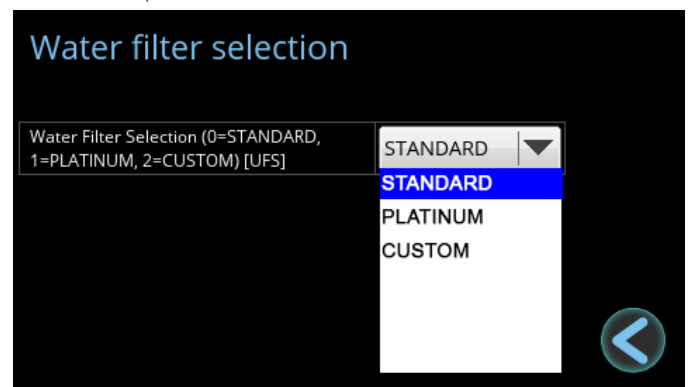 Water filter selection
Water Filter Selection (0=STANDARD,
1=PLATINUM, 2=CUSTOM) [UFS]
STANDARD
STANDARD
PLATINUM
CUSTOM